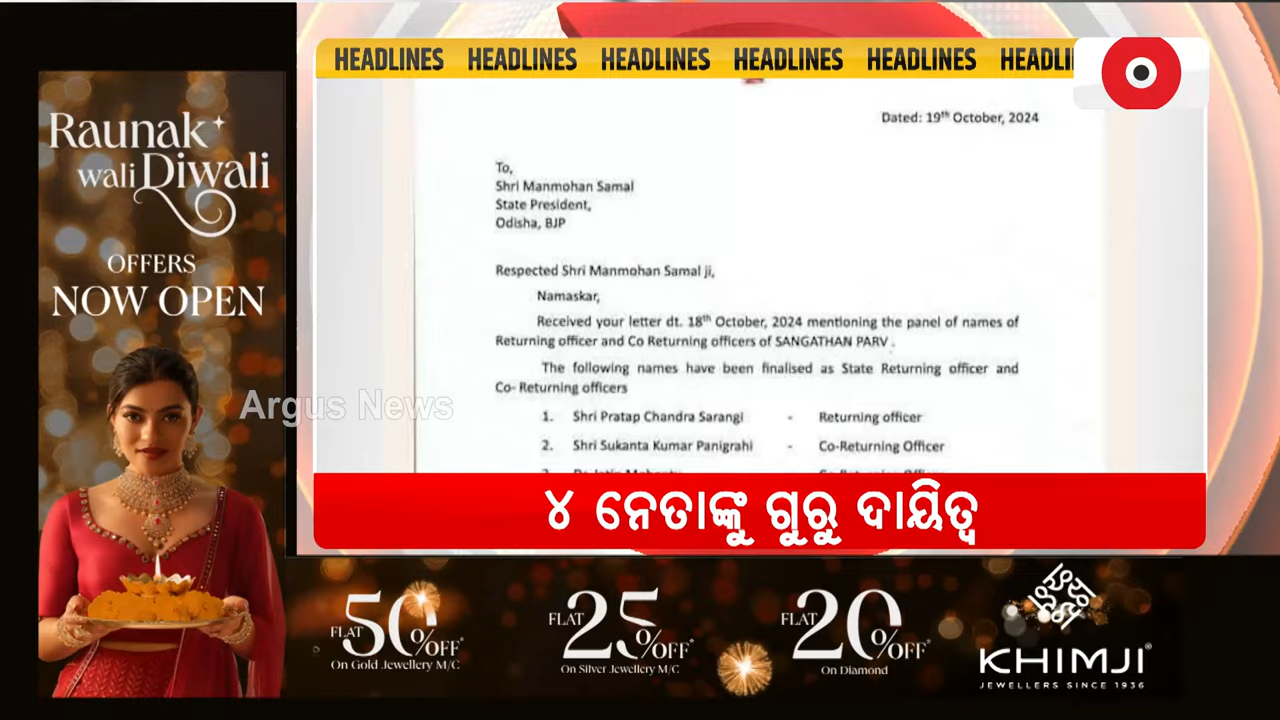 HEADLINES HEADLINES HEADLINES HEADLINES HEADLINES HEADLI
Dated: 19th October, 2024
To,
Shri Manmohan Samal
State President,
Odisha, BJP
Respected Shri Manmohan Samal ji,
Namaskar,
Received your letter dt. 18th October, 2024 mentioning the panel of names of
Returning officer and Co Returning officers of SANGATHAN PARV .
The following names have been finalised as State Returning officer and
Co- Returning officers
1. Shri Pratap Chandra Sarangi - Returning officer
2. Shri Sukanta Kumar Panigrahi - Co-Returning Officer
୪ ନେତାଙ୍କୁ ଗୁରୁ ଦାୟିତ୍ୱ
Argus News
Raunak
wali Diwali
OFFERS
NOW OPEN
FLAT 50%OFF*
On Gold Jewellery M/C
FLAT 25%OFF*
On Silver Jewellery M/C
FLAT 20%OFF*
On Diamond
KHIMJI®
JEWELLERS SINCE 1936